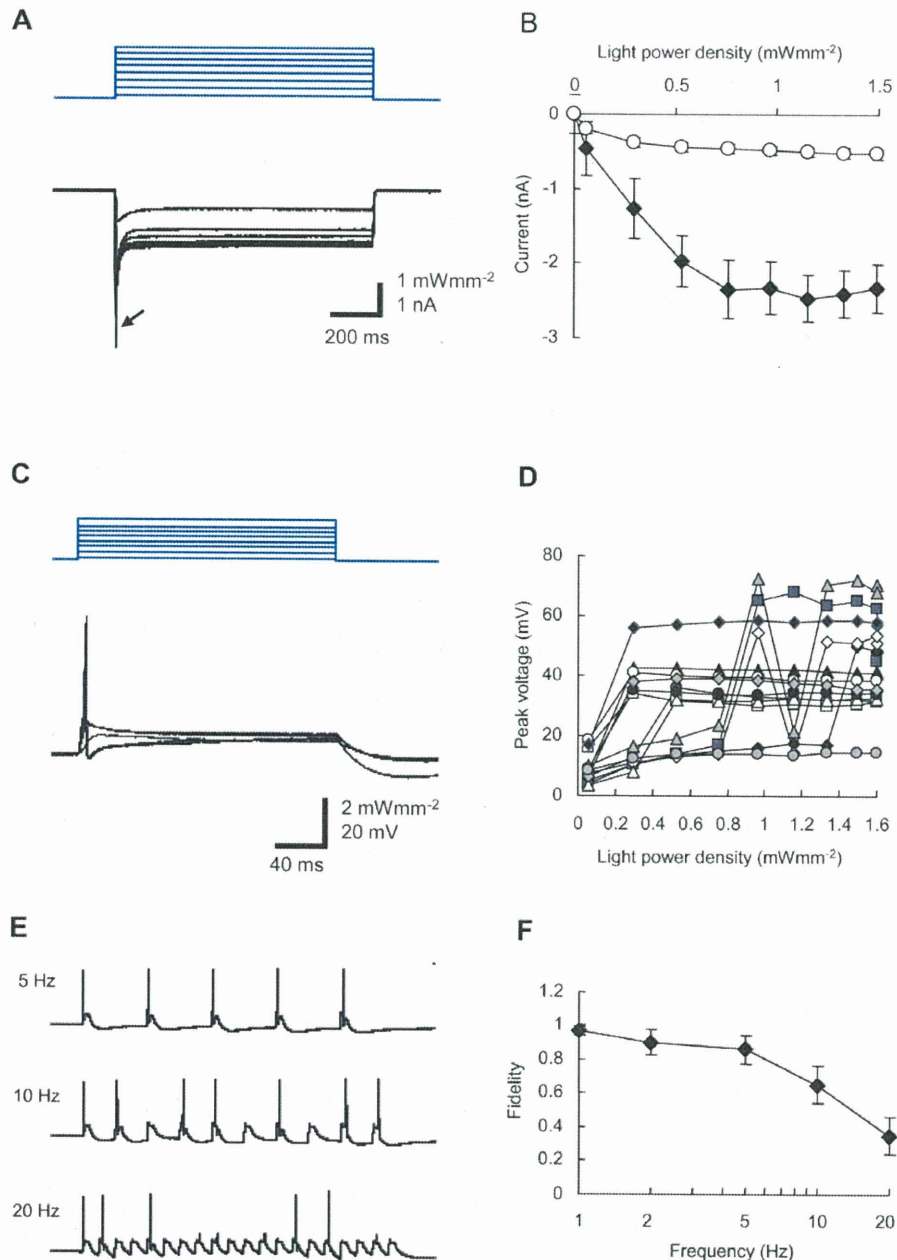 A
1 mWmm-2
1 nA
200 ms
B
Light power density (mWmm-2)
0 0.5 1 1.5
0
-1
-2
-3
Current (nA)
C
2 mWmm-2
20 mV
40 ms
D
80
60
40
20
0
Peak voltage (mV)
0 0.2 0.4 0.6 0.8 1 1.2 1.4 1.6
Light power density (mWmm-2)
E
5 Hz
10 Hz
20 Hz
F
1.2
1
0.8
0.6
0.4
0.2
0
Fidelity
1 2 5 10 20
Frequency (Hz)